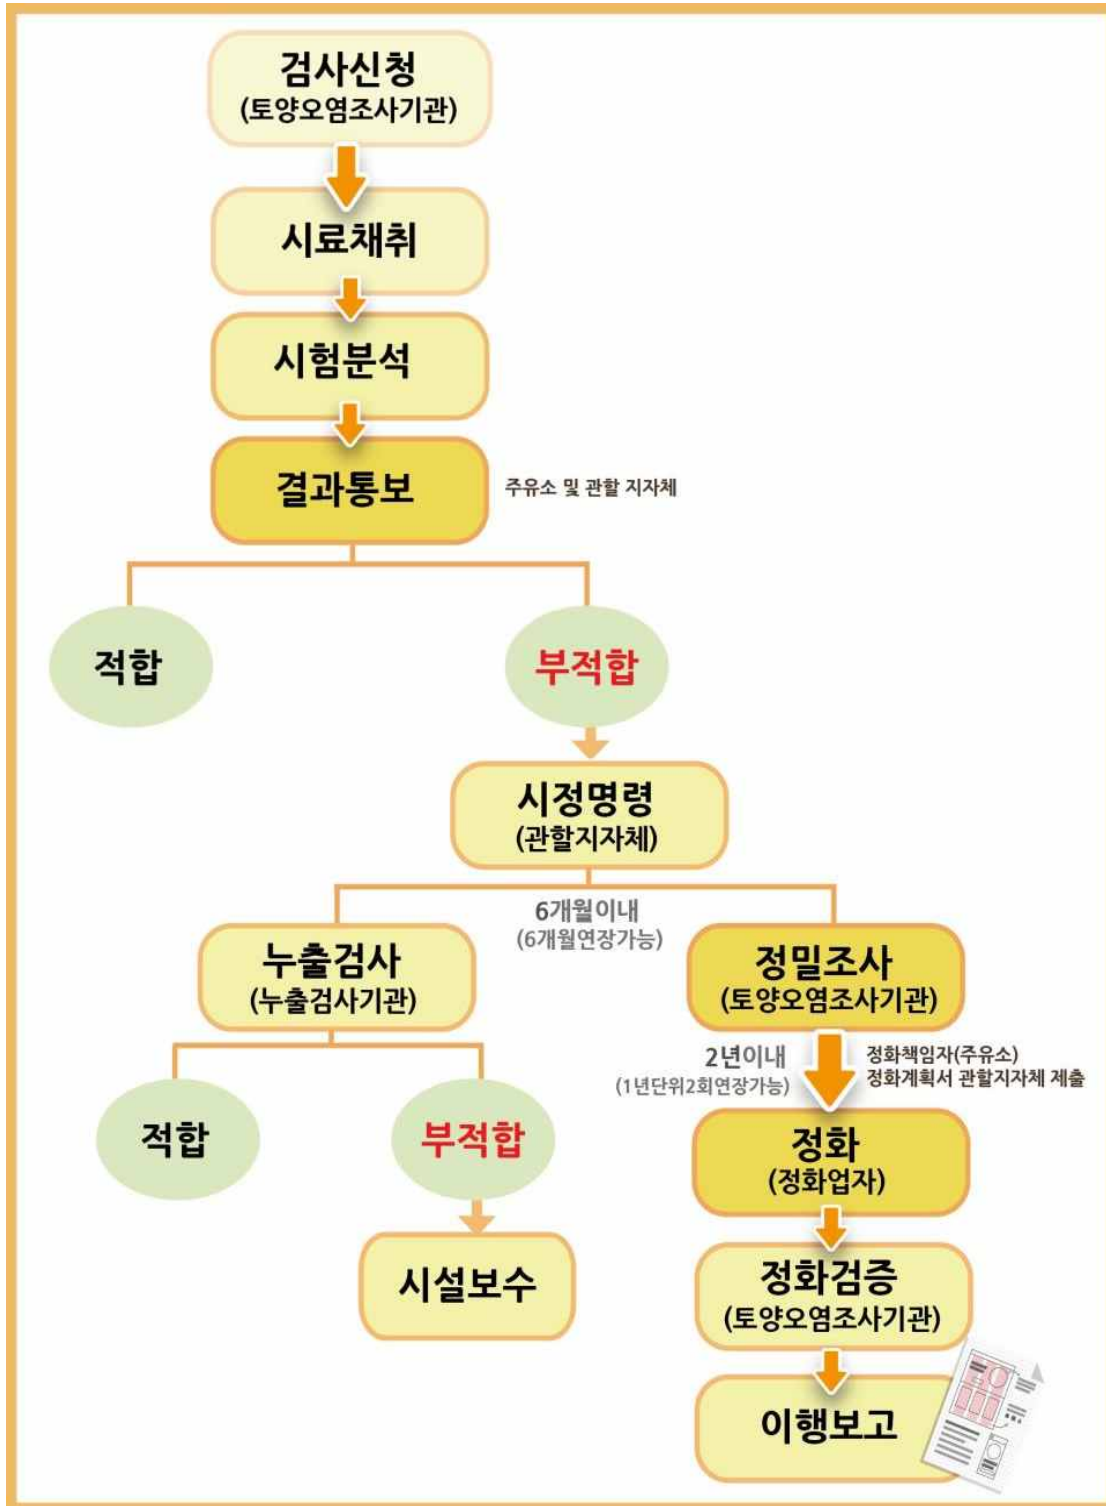 검사신청
(토양오염조사기관)
시료채취
시험분석
결과통보
주유소 및 관할 지자체
적합
부적합
시정명령
(관할지자체)
6개월이내
(6개월연장가능)
누출검사
(누출검사기관)
정밀조사
(토양오염조사기관)
2년이내
(1년단위2회연장가능)
정화책임자(주유소)
정화계획서 관할지자체 제출
적합
부적합
정화
(정화업자)
시설보수
정화검증
(토양오염조사기관)
이행보고